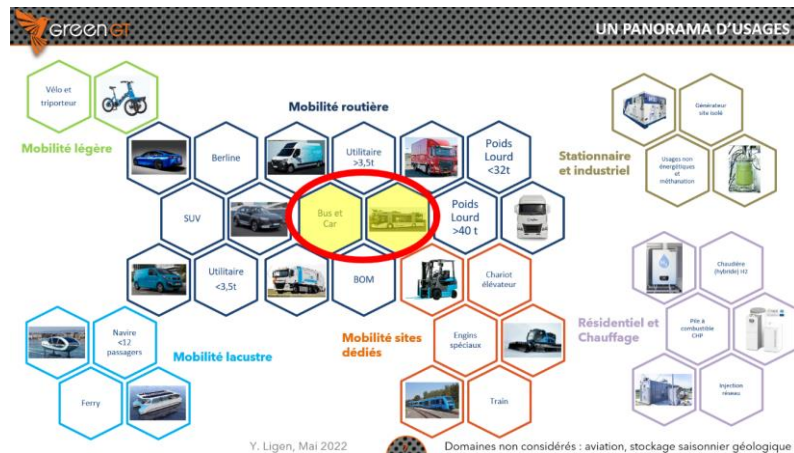 GreenGT
UN PANORAMA D'USAGES
Vélo et
triporteur
Mobilité légère
Mobilité routière
Berline
Utilitaire
>3,5t
Poids
Lourd
<32t
SUV
Bus et
Car
Poids
Lourd
>40 t
Utilitaire
<3,5t
BOM
Chariot
élévateur
Navire
<12
passagers
Mobilité lacustre
Ferry
Mobilité sites
dédiés
Engins
spéciaux
Train
Générateur
site isolé
Stationnaire
et industriel
Usages non
énergétiques
et
méthanation
Chaudière
(hybride) H2
Résidentiel et
Chauffage
Pile à
combustible
CHP
Injection
réseau
Y. Ligen, Mai 2022
Domaines non considérés : aviation, stockage saisonnier géologique